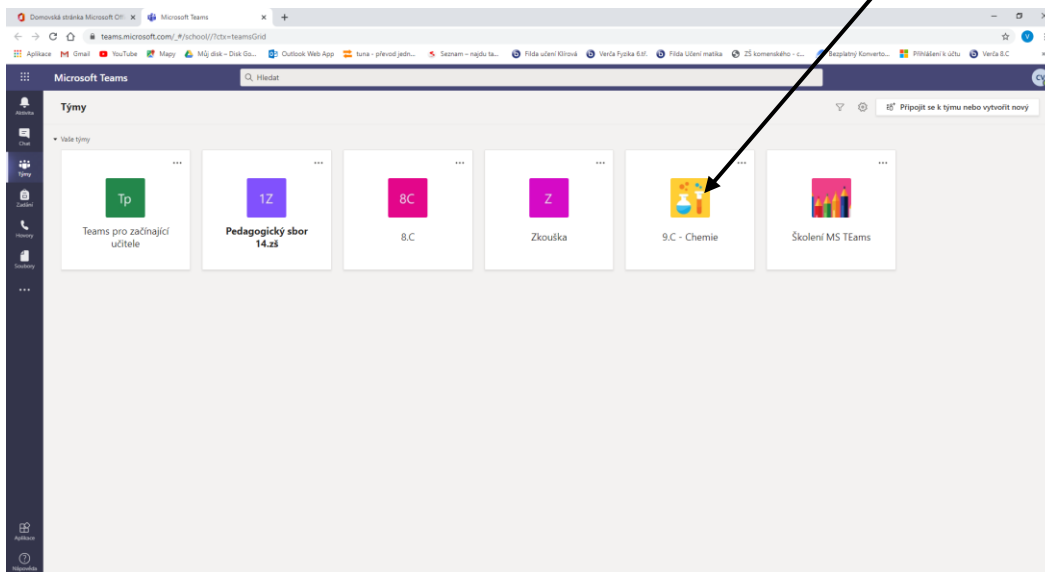 Domovská stránka Microsoft Off
Microsoft Teams
teams.microsoft.com/_#/school//?ctx=teamsGrid
V
Aplikace
Gmail
YouTube
Mapy
Můj disk – Disk Go...
Outlook Web App
tuna - převod jedn...
Seznam – najdu ta...
Filda učení Klírová
Verča Fyzika 6.tř.
Filda Učení matika
ZŠ komenského – c...
Bezplatný Konverto...
Přihlášení k účtu
Verča 8.C
Microsoft Teams
Hledat
Aktivita
Chat
Týmy
Zadání
Hovory
Soubory
Aplikace
Nápověda
Týmy
Připojit se k týmu nebo vytvořit nový
Vaše týmy
Tp
Teams pro začínající
učitele
1Z
Pedagogický sbor
14.zš
8C
8.C
Z
Zkouška
9.C - Chemie
Školení MS TEams